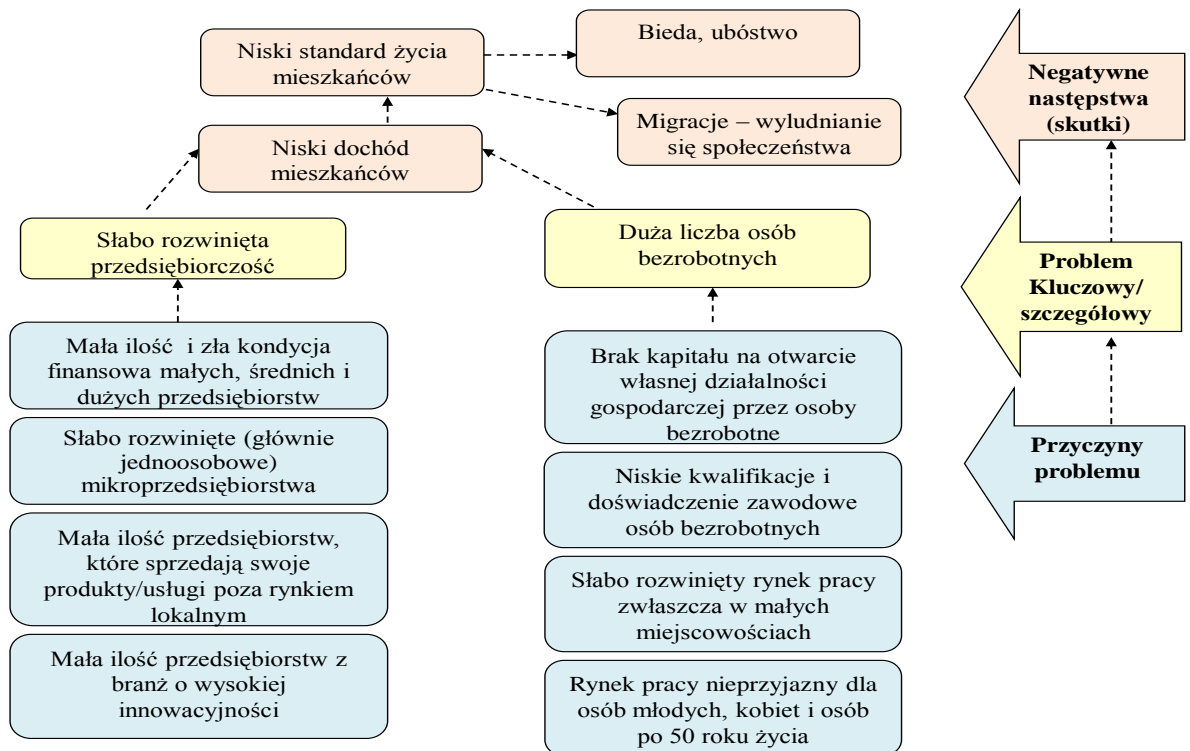 Niski standard życia
mieszkańców
Bieda, ubóstwo
Migracje – wyludnianie
się społeczeństwa
Niski dochód
mieszkańców
Negatywne
następstwa
(skutki)
Słabo rozwinięta
przedsiębiorczość
Duża liczba osób
bezrobotnych
Problem
Kluczowy/
szczegółowy
Mała ilość i zła kondycja
finansowa małych, średnich i
dużych przedsiębiorstw
Słabo rozwinięte (głównie
jednoosobowe)
mikroprzedsiębiorstwa
Mała ilość przedsiębiorstw,
które sprzedają swoje
produkty/usługi poza rynkiem
lokalnym
Mała ilość przedsiębiorstw z
branż o wysokiej
innowacyjności
Brak kapitału na otwarcie
własnej działalności
gospodarczej przez osoby
bezrobotne
Niskie kwalifikacje i
doświadczenie zawodowe
osób bezrobotnych
Słabo rozwinięty rynek pracy
zwłaszcza w małych
miejscowościach
Rynek pracy nieprzyjazny dla
osób młodych, kobiet i osób
po 50 roku życia
Przyczyny
problemu